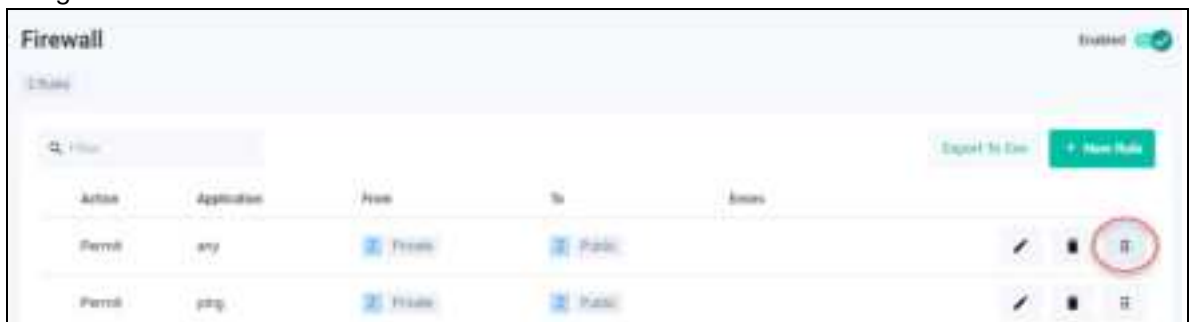 Firewall
Enabled
2 Rules
Filter
Export To Csv + New Rule
Action Application From To Errors
Permit any Z Private Z Public
Permit ping Z Private Z Public